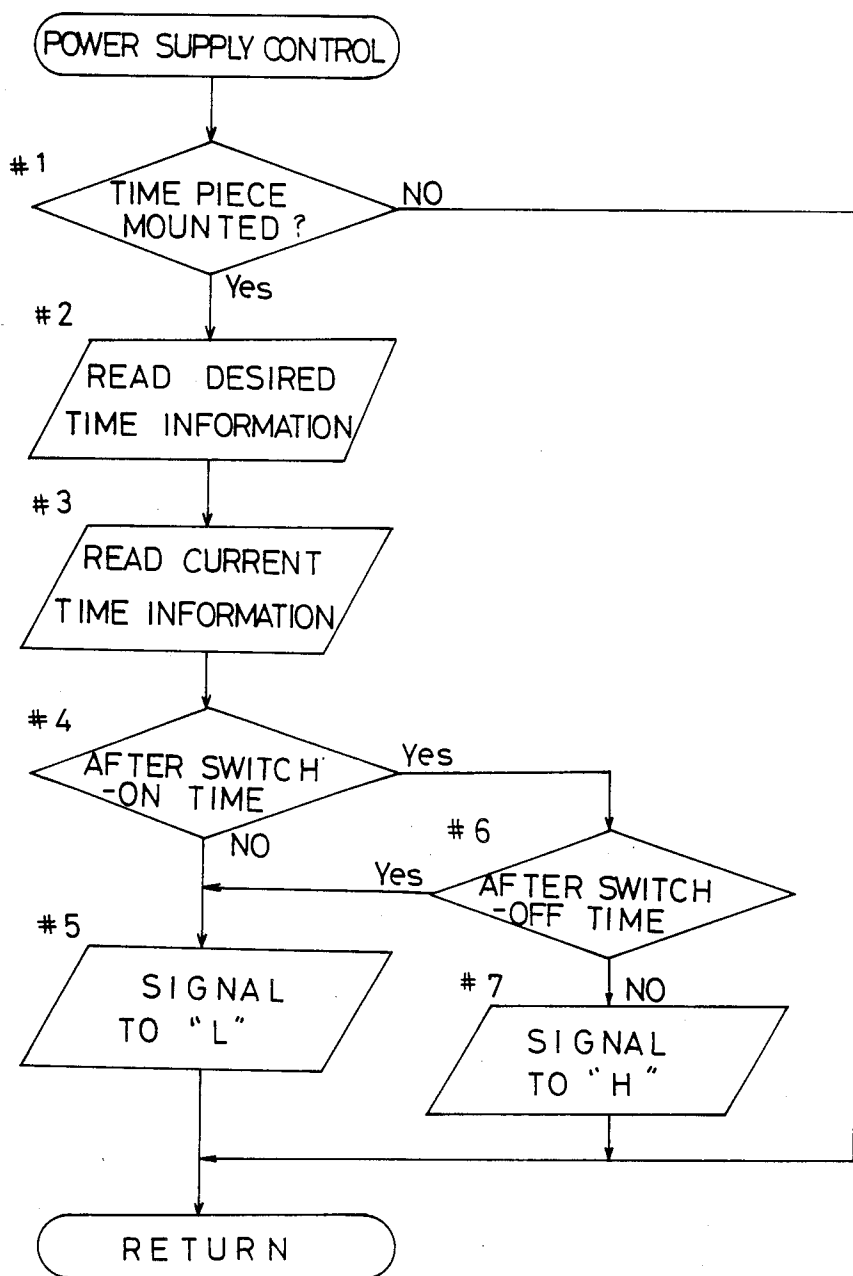 POWER SUPPLY CONTROL
#1
TIME PIECE
MOUNTED?
NO
Yes
#2
READ DESIRED
TIME INFORMATION
#3
READ CURRENT
TIME INFORMATION
#4
AFTER SWITCH
-ON TIME
Yes
NO
#6
Yes
AFTER SWITCH
-OFF TIME
#5
SIGNAL
TO "L"
#7
NO
SIGNAL
TO "H"
RETURN